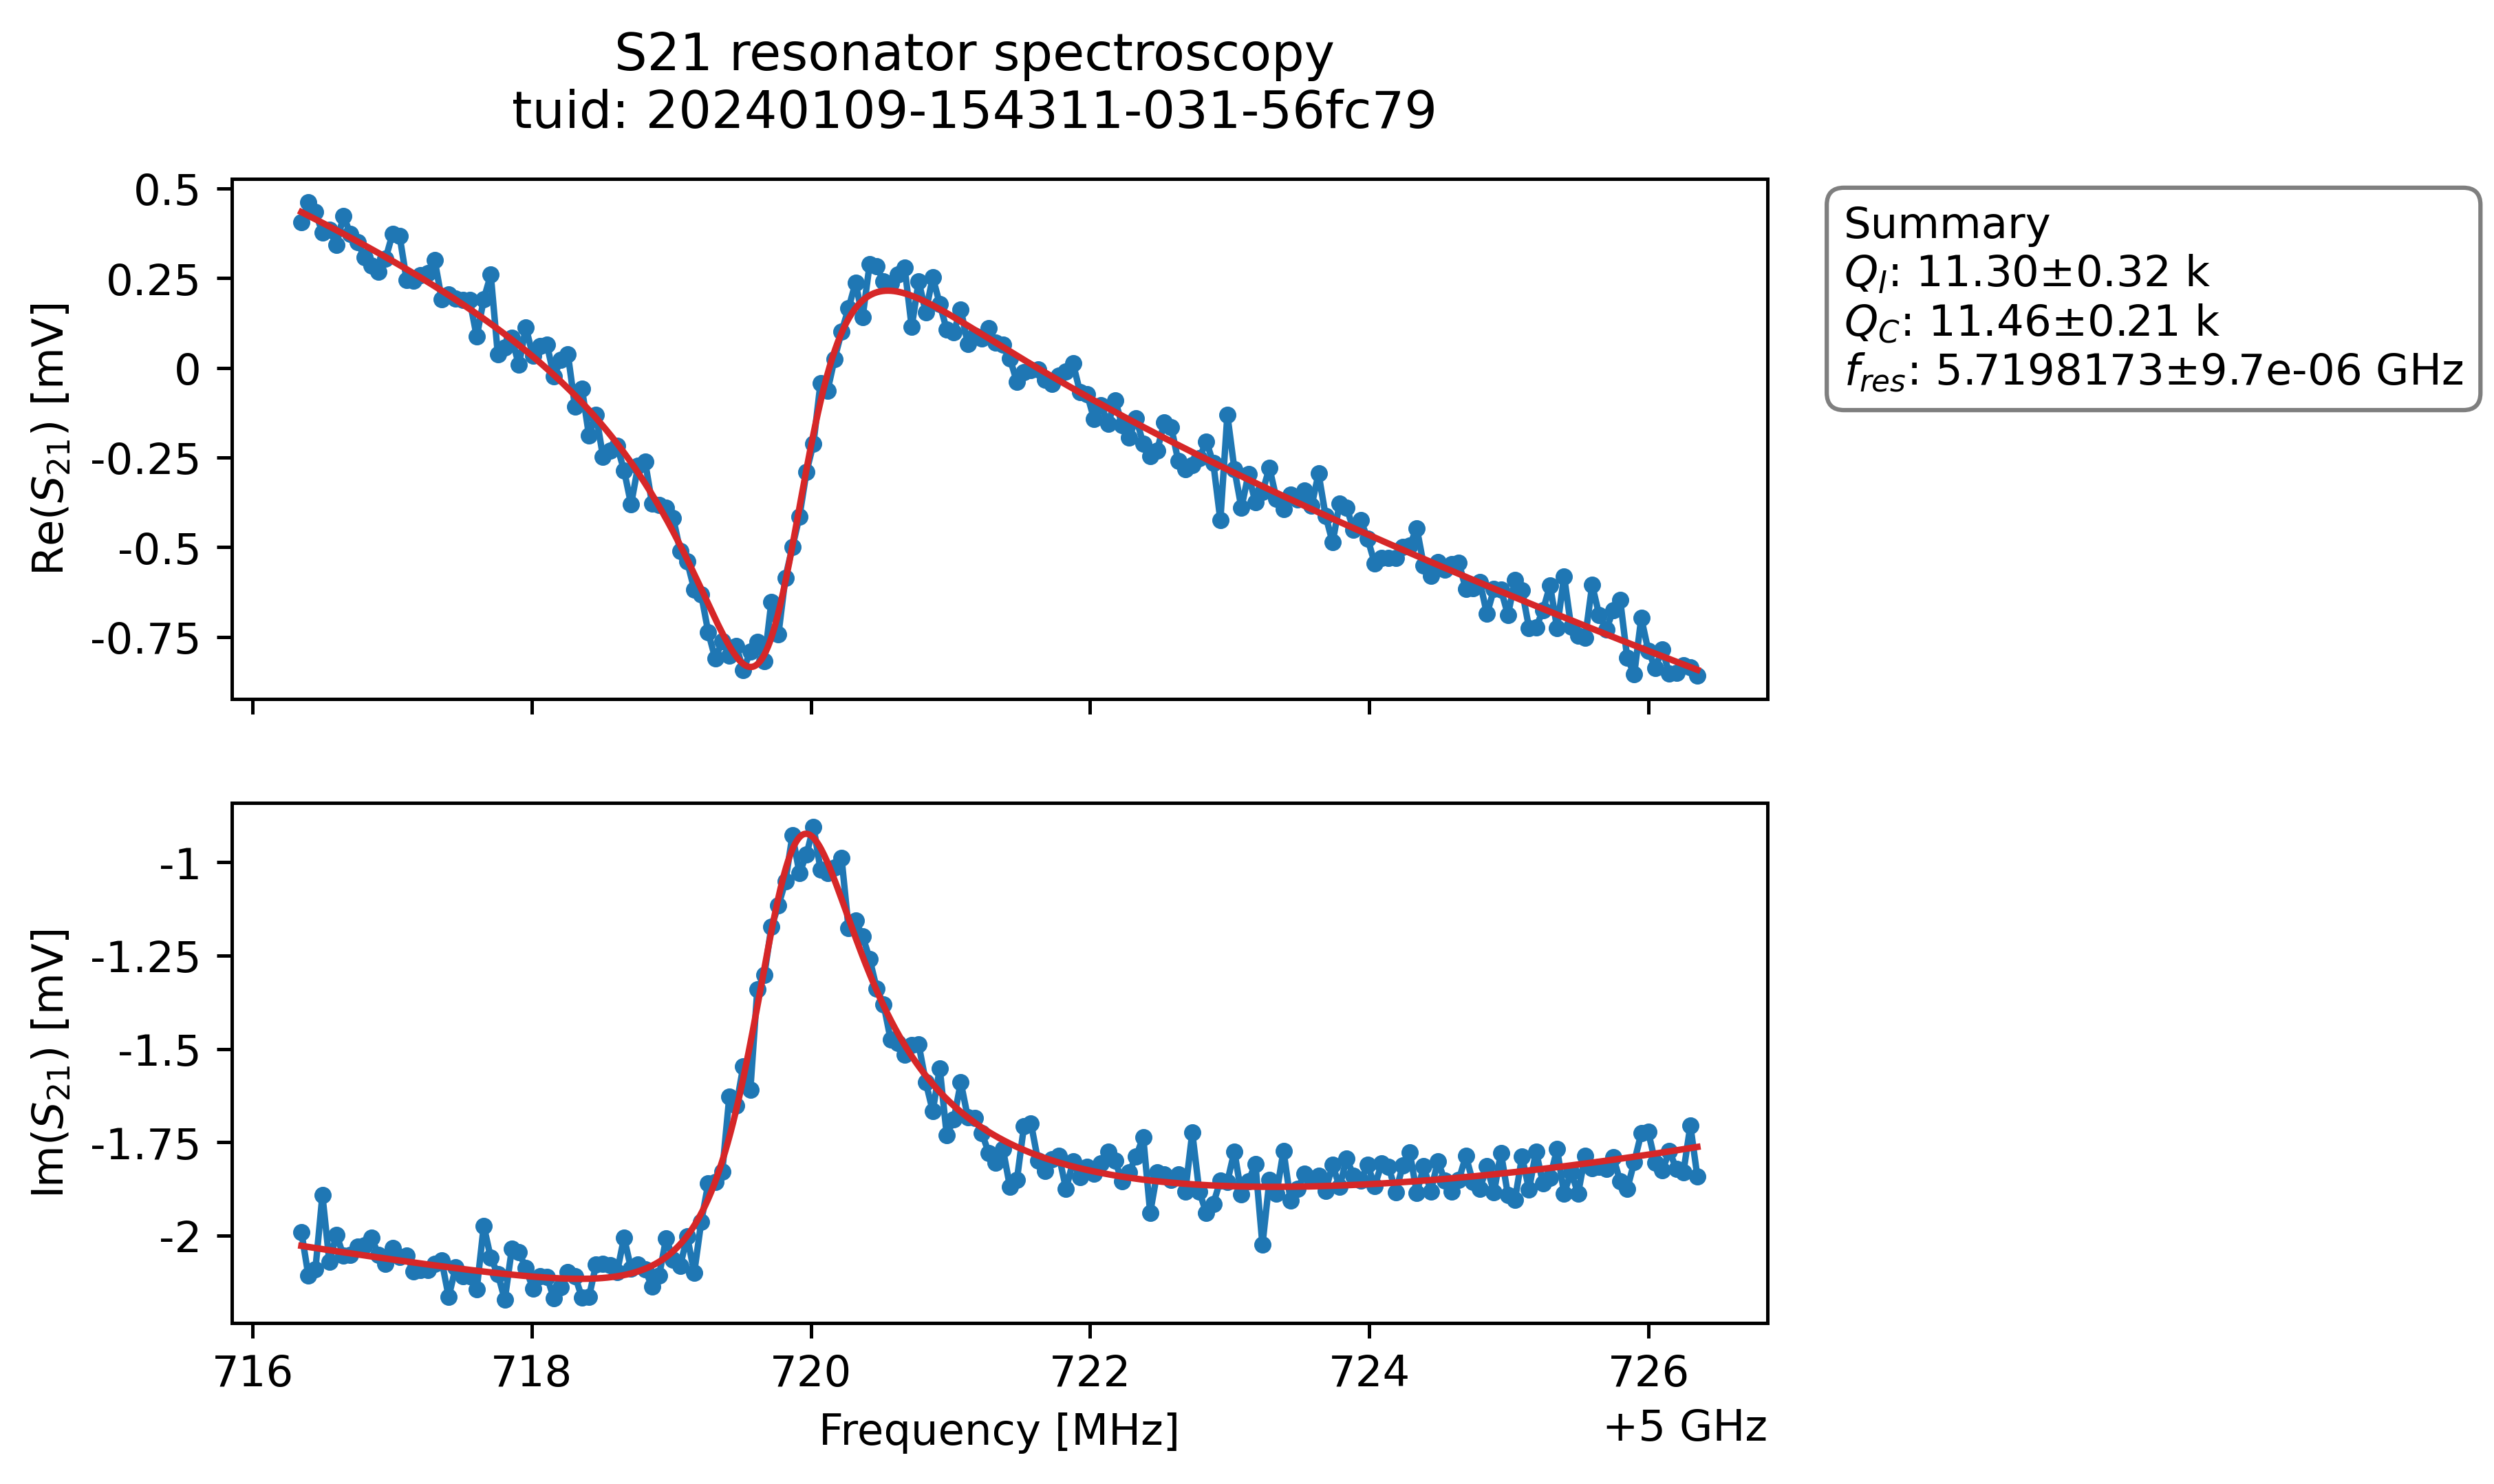 S21 resonator spectroscopy
tuid: 20240109-154311-031-56fc79
Re(S21) [mV]
0.5
0.25
0
-0.25
-0.5
-0.75
Summary
QI: 11.30±0.32 k
QC: 11.46±0.21 k
fres: 5.7198173±9.7e-06 GHz
Im(S21) [mV]
-1
-1.25
-1.5
-1.75
-2
716 718 720 722 724 726
Frequency [MHz]
+5 GHz